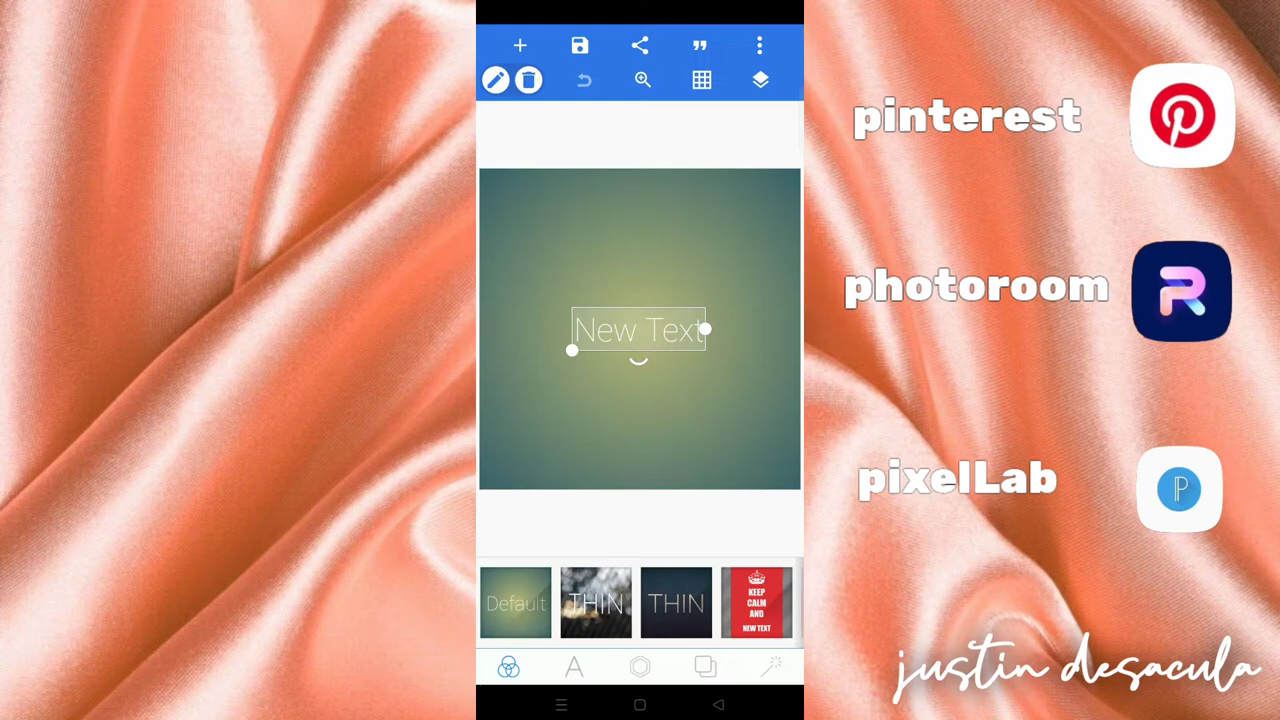 pinterest
photoroom
New Text
pixelLab
Default
THIN
THIN
KEEP
CALM
AND
NEW TEXT
justin desacula